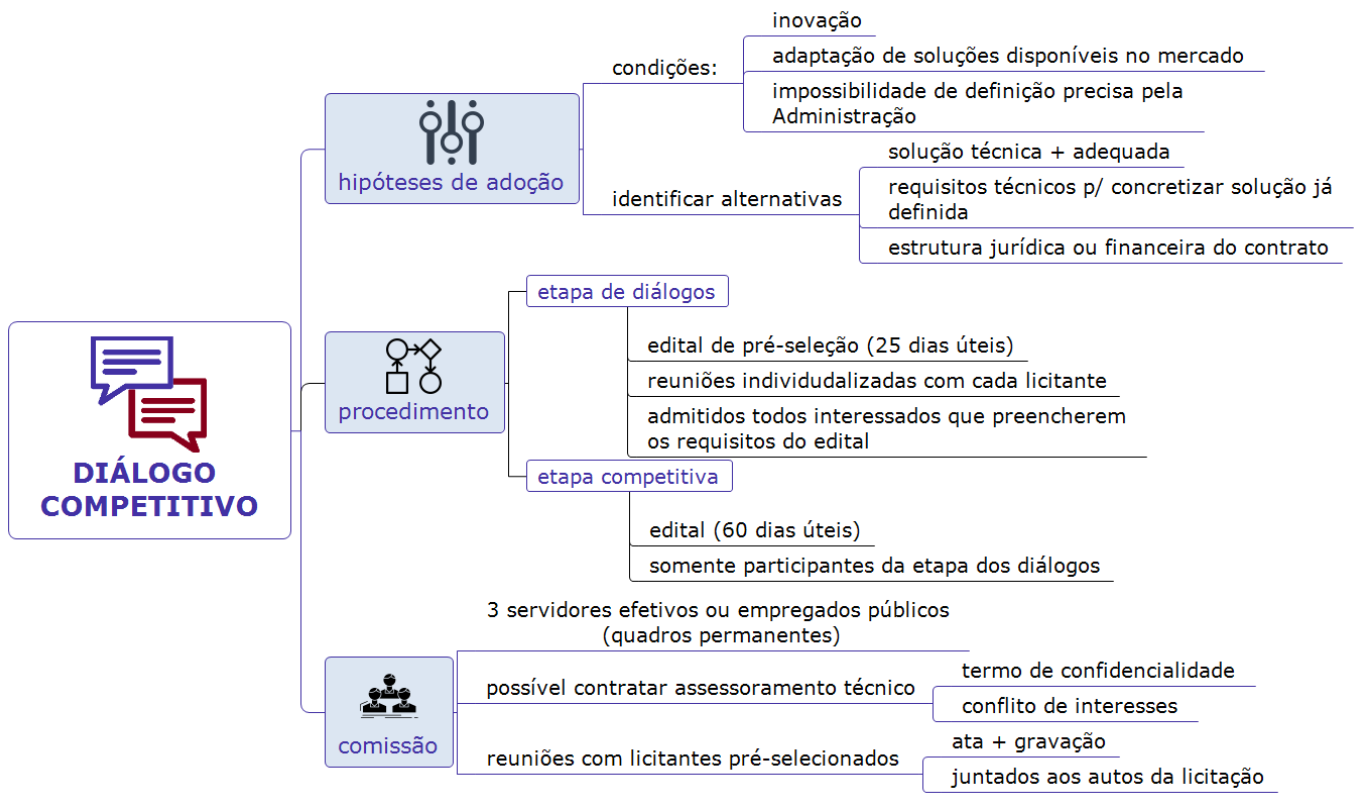 DIÁLOGO
COMPETITIVO
hipóteses de adoção
condições:
inovação
adaptação de soluções disponíveis no mercado
impossibilidade de definição precisa pela
Administração
identificar alternativas
solução técnica + adequada
requisitos técnicos p/ concretizar solução já
definida
estrutura jurídica ou financeira do contrato
procedimento
etapa de diálogos
edital de pré-seleção (25 dias úteis)
reuniões individudalizadas com cada licitante
admitidos todos interessados que preencherem
os requisitos do edital
etapa competitiva
edital (60 dias úteis)
somente participantes da etapa dos diálogos
comissão
3 servidores efetivos ou empregados públicos
(quadros permanentes)
possível contratar assessoramento técnico
termo de confidencialidade
conflito de interesses
reuniões com licitantes pré-selecionados
ata + gravação
juntados aos autos da licitação